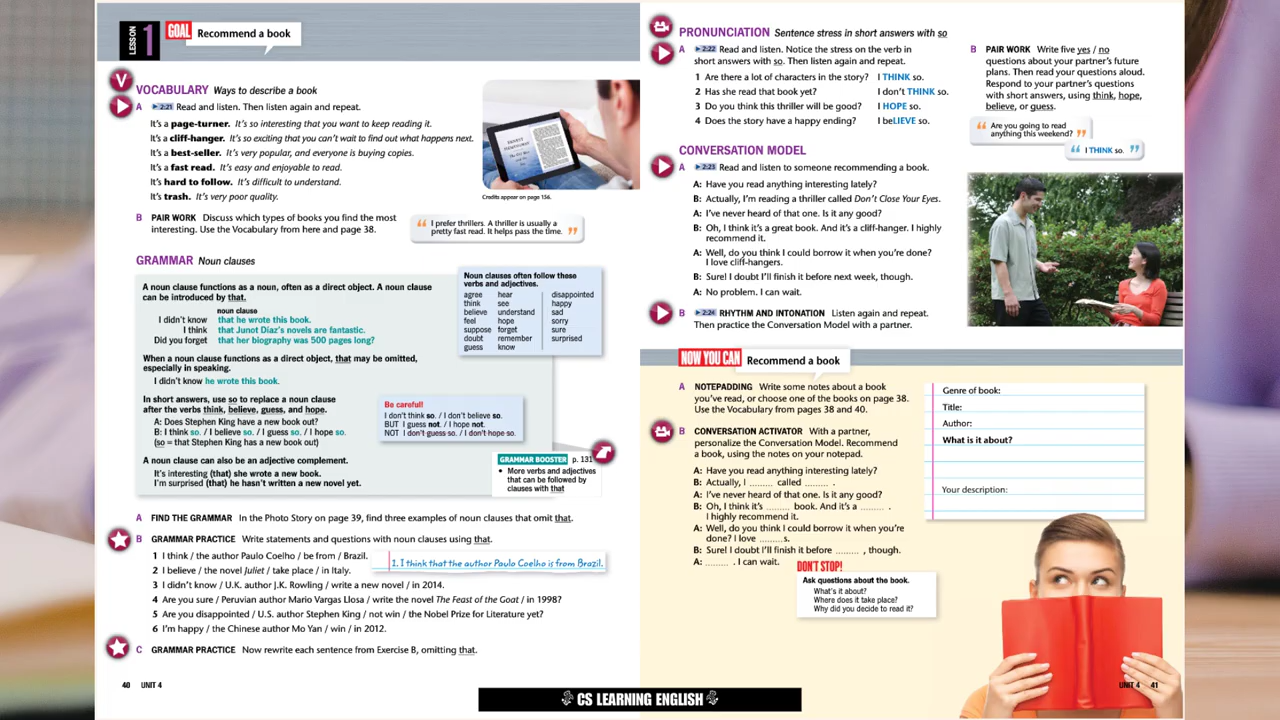 LESSON 1
GOAL Recommend a book
V
VOCABULARY Ways to describe a book
A 2:21 Read and listen. Then listen again and repeat.
It's a page-turner. It's so interesting that you want to keep reading it.
It's a cliff-hanger. It's so exciting that you can't wait to find out what happens next.
It's a best-seller. It's very popular, and everyone is buying copies.
It's a fast read. It's easy and enjoyable to read.
It's hard to follow. It's difficult to understand.
It's trash. It's very poor quality.
Credits appear on page 156.
B PAIR WORK Discuss which types of books you find the most
interesting. Use the Vocabulary from here and page 38.
“ I prefer thrillers. A thriller is usually a
pretty fast read. It helps pass the time. ”
GRAMMAR Noun clauses
A noun clause functions as a noun, often as a direct object. A noun clause
can be introduced by that.
noun clause
I didn't know that he wrote this book.
I think that Junot Díaz's novels are fantastic.
Did you forget that her biography was 500 pages long?
When a noun clause functions as a direct object, that may be omitted,
especially in speaking.
I didn't know he wrote this book.
In short answers, use so to replace a noun clause
after the verbs think, believe, guess, and hope.
A: Does Stephen King have a new book out?
B: I think so. / I believe so. / I guess so. / I hope so.
(so = that Stephen King has a new book out)
A noun clause can also be an adjective complement.
It's interesting (that) she wrote a new book.
I'm surprised (that) he hasn't written a new novel yet.
Noun clauses often follow these
verbs and adjectives.
agree hear disappointed
think see happy
believe understand sad
feel hope sorry
suppose forget sure
doubt remember surprised
guess know
Be careful!
I don't think so. / I don't believe so.
BUT I guess not. / I hope not.
NOT I don't guess so. / I don't hope so.
GRAMMAR BOOSTER p. 131
• More verbs and adjectives
that can be followed by
clauses with that
A FIND THE GRAMMAR In the Photo Story on page 39, find three examples of noun clauses that omit that.
B GRAMMAR PRACTICE Write statements and questions with noun clauses using that.
1 I think / the author Paulo Coelho / be from / Brazil.
1. I think that the author Paulo Coelho is from Brazil.
2 I believe / the novel Juliet / take place / in Italy.
3 I didn't know / U.K. author J.K. Rowling / write a new novel / in 2014.
4 Are you sure / Peruvian author Mario Vargas Llosa / write the novel The Feast of the Goat / in 1998?
5 Are you disappointed / U.S. author Stephen King / not win / the Nobel Prize for Literature yet?
6 I'm happy / the Chinese author Mo Yan / win / in 2012.
C GRAMMAR PRACTICE Now rewrite each sentence from Exercise B, omitting that.
40 UNIT 4
PRONUNCIATION Sentence stress in short answers with so
A 2:22 Read and listen. Notice the stress on the verb in
short answers with so. Then listen again and repeat.
1 Are there a lot of characters in the story? I THINK so.
2 Has she read that book yet? I don't THINK so.
3 Do you think this thriller will be good? I HOPE so.
4 Does the story have a happy ending? I beLIEVE so.
B PAIR WORK Write five yes / no
questions about your partner's future
plans. Then read your questions aloud.
Respond to your partner's questions
with short answers, using think, hope,
believe, or guess.
“ Are you going to read
anything this weekend? ”
“ I THINK so. ”
CONVERSATION MODEL
A 2:23 Read and listen to someone recommending a book.
A: Have you read anything interesting lately?
B: Actually, I'm reading a thriller called Don't Close Your Eyes.
A: I've never heard of that one. Is it any good?
B: Oh, I think it's a great book. And it's a cliff-hanger. I highly
recommend it.
A: Well, do you think I could borrow it when you're done?
I love cliff-hangers.
B: Sure! I doubt I'll finish it before next week, though.
A: No problem. I can wait.
B 2:24 RHYTHM AND INTONATION Listen again and repeat.
Then practice the Conversation Model with a partner.
NOW YOU CAN Recommend a book
A NOTEPADDING Write some notes about a book
you've read, or choose one of the books on page 38.
Use the Vocabulary from pages 38 and 40.
B CONVERSATION ACTIVATOR With a partner,
personalize the Conversation Model. Recommend
a book, using the notes on your notepad.
A: Have you read anything interesting lately?
B: Actually, I ......... called ......... .
A: I've never heard of that one. Is it any good?
B: Oh, I think it's ......... book. And it's a ......... .
I highly recommend it.
A: Well, do you think I could borrow it when you're
done? I love .........s.
B: Sure! I doubt I'll finish it before ......... , though.
A: ......... . I can wait.
DON'T STOP!
Ask questions about the book.
What's it about?
Where does it take place?
Why did you decide to read it?
Genre of book:
Title:
Author:
What is it about?
Your description:
UNIT 4 41
CS LEARNING ENGLISH